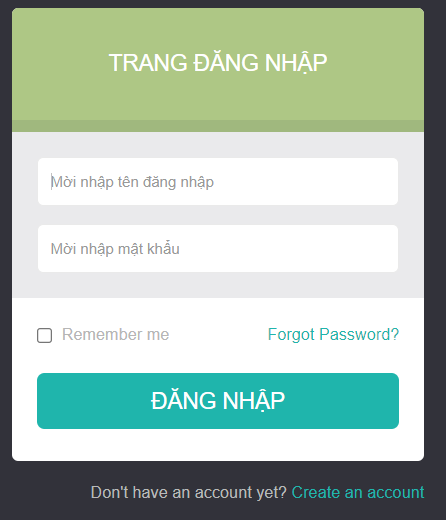 TRANG ĐĂNG NHẬP
Mời nhập tên đăng nhập
Mời nhập mật khẩu
Remember me Forgot Password?
ĐĂNG NHẬP
Don't have an account yet? Create an account